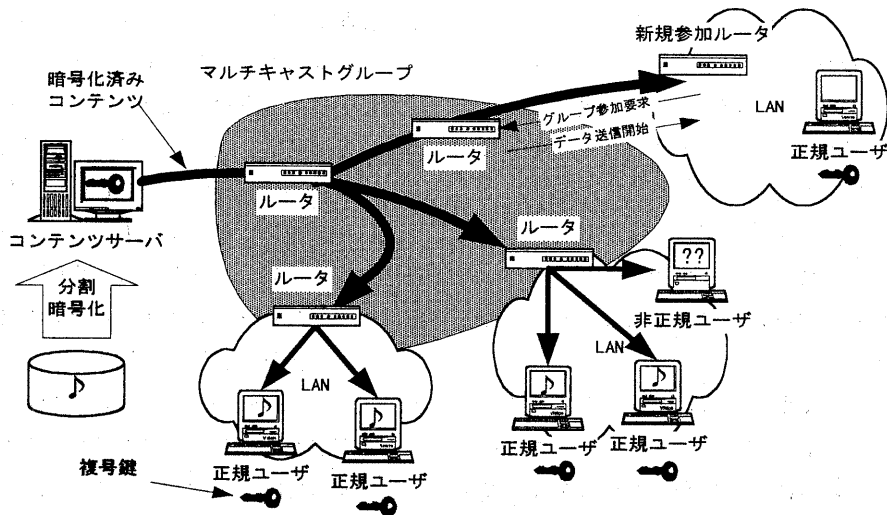 新規参加ルータ
マルチキャストグループ
暗号化済み
コンテンツ
グループ参加要求
LAN
データ送信開始
ルータ
正規ユーザ
ルータ
コンテンツサーバ
ルータ
ルータ
??
分割
暗号化
非正規ユーザ
LAN
LAN
正規ユーザ
正規ユーザ
正規ユーザ
正規ユーザ
複号鍵